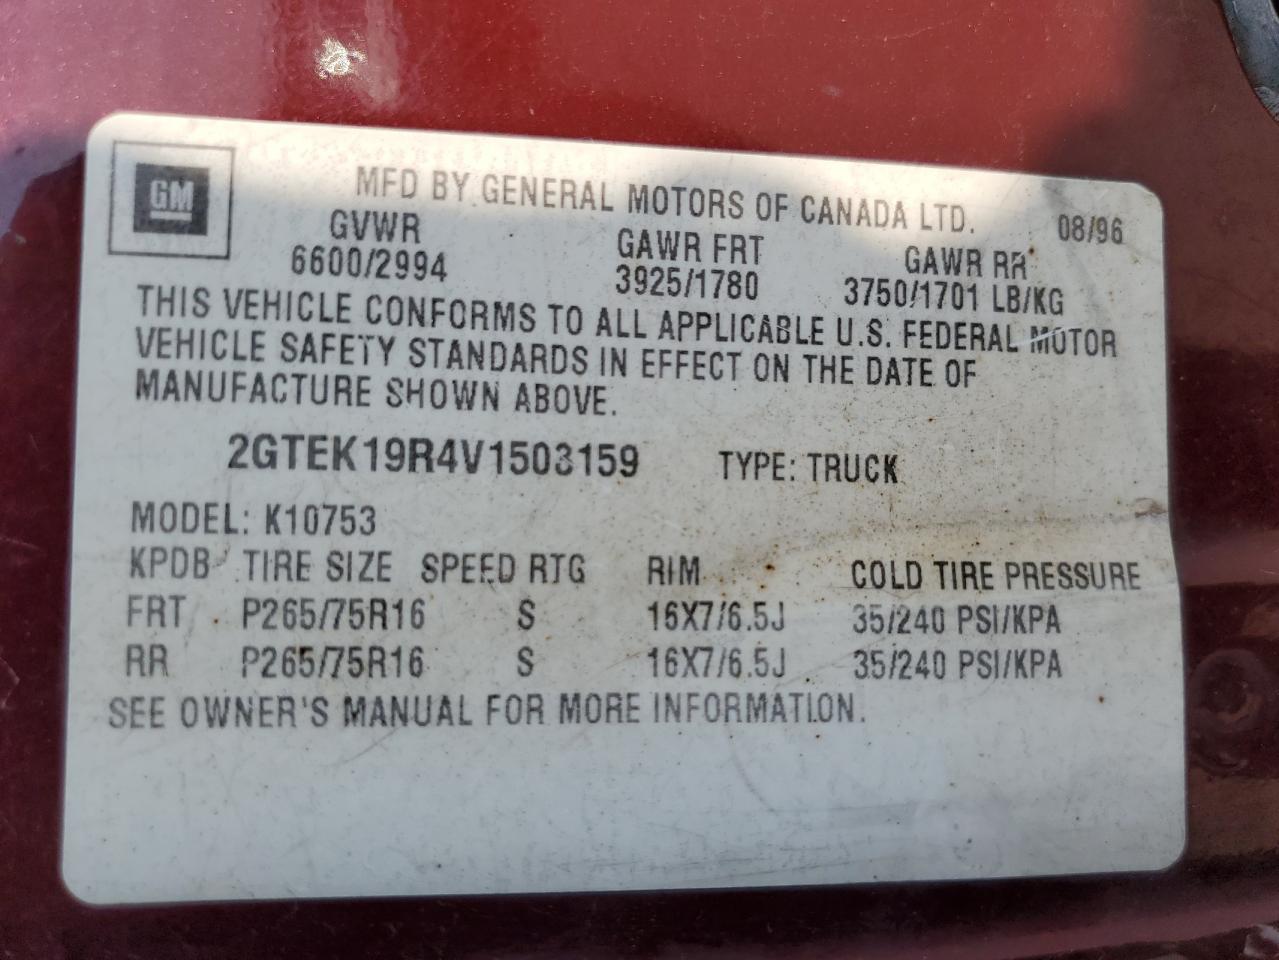 GM
MFD BY GENERAL MOTORS OF CANADA LTD.
08/96
GVWR GAWR FRT GAWR RR
6600/2994 3925/1780 3750/1701 LB/KG
THIS VEHICLE CONFORMS TO ALL APPLICABLE U.S. FEDERAL MOTOR
VEHICLE SAFETY STANDARDS IN EFFECT ON THE DATE OF
MANUFACTURE SHOWN ABOVE.
2GTEK19R4V1503159 TYPE: TRUCK
MODEL: K10753
KPDB TIRE SIZE SPEED RTG RIM COLD TIRE PRESSURE
FRT P265/75R16 S 16X7/6.5J 35/240 PSI/KPA
RR P265/75R16 S 16X7/6.5J 35/240 PSI/KPA
SEE OWNER'S MANUAL FOR MORE INFORMATION.